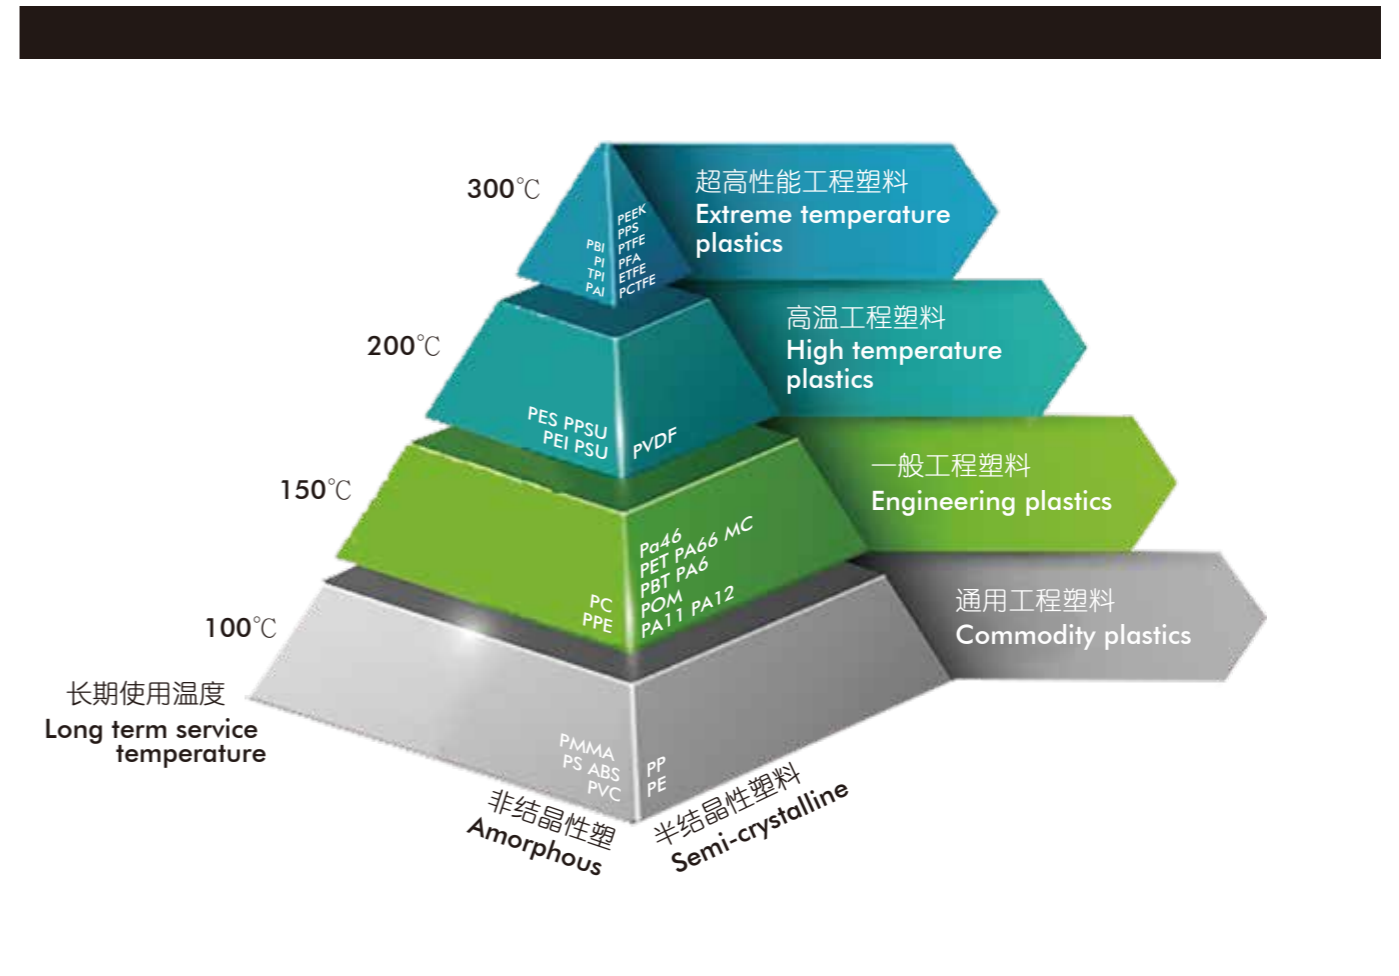 300℃
PBI
PI
TPI
PAI
PEEK
PPS
PTFE
PFA
ETFE
PCTFE
超高性能工程塑料
Extreme temperature
plastics
200℃
PES PPSU
PEI PSU
PVDF
高温工程塑料
High temperature
plastics
150℃
PC
PPE
Pa46
PET PA66 MC
PBT PA6
POM
PA11 PA12
一般工程塑料
Engineering plastics
100℃
PMMA
PS ABS
PVC
PP
PE
通用工程塑料
Commodity plastics
长期使用温度
Long term service
temperature
非结晶性塑
Amorphous
半结晶性塑料
Semi-crystalline